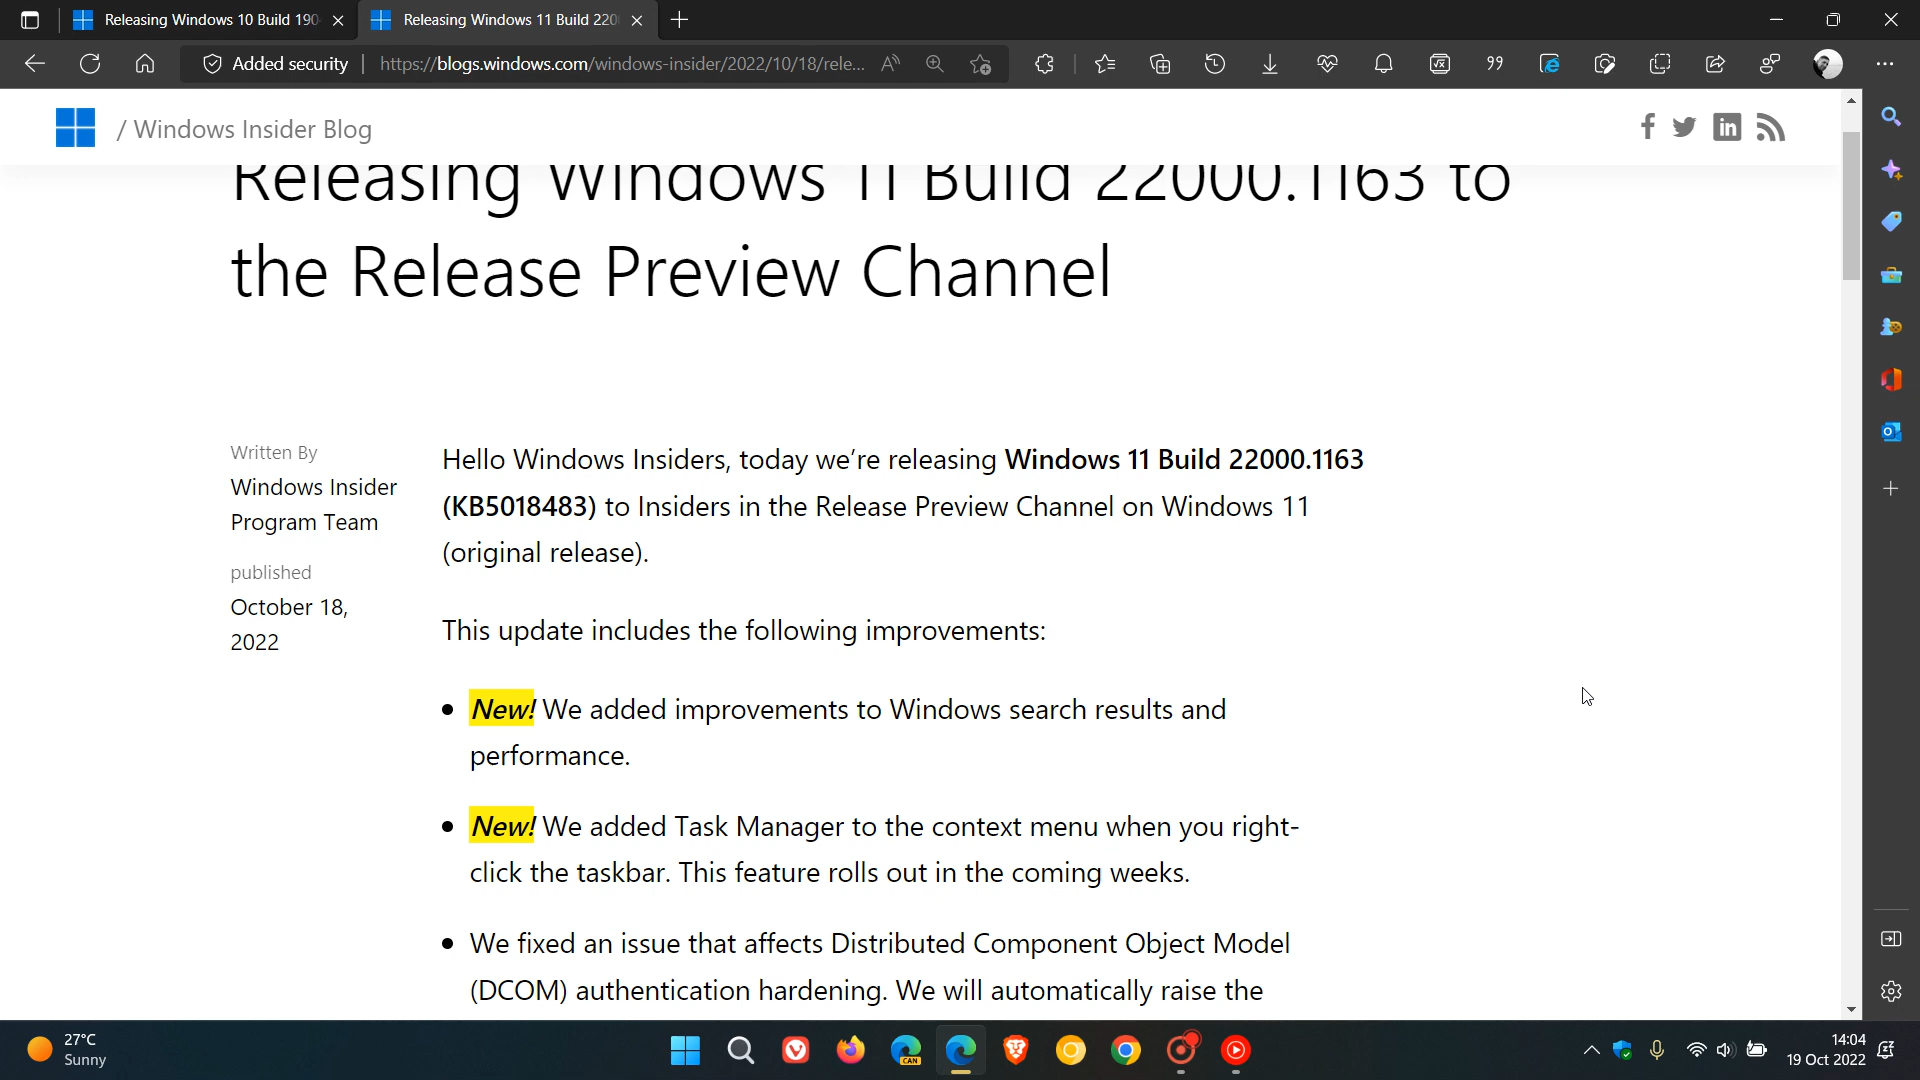 Releasing Windows 10 Build 190
Releasing Windows 11 Build 220
Added security
https://blogs.windows.com/windows-insider/2022/10/18/rele...
/ Windows Insider Blog
Releasing Windows 11 Build 22000.1163 to
the Release Preview Channel
Written By
Windows Insider
Program Team
published
October 18,
2022
Hello Windows Insiders, today we’re releasing Windows 11 Build 22000.1163
(KB5018483) to Insiders in the Release Preview Channel on Windows 11
(original release).
This update includes the following improvements:
• New! We added improvements to Windows search results and
performance.
• New! We added Task Manager to the context menu when you right-
click the taskbar. This feature rolls out in the coming weeks.
• We fixed an issue that affects Distributed Component Object Model
(DCOM) authentication hardening. We will automatically raise the
27°C
Sunny
CAN
14:04
19 Oct 2022